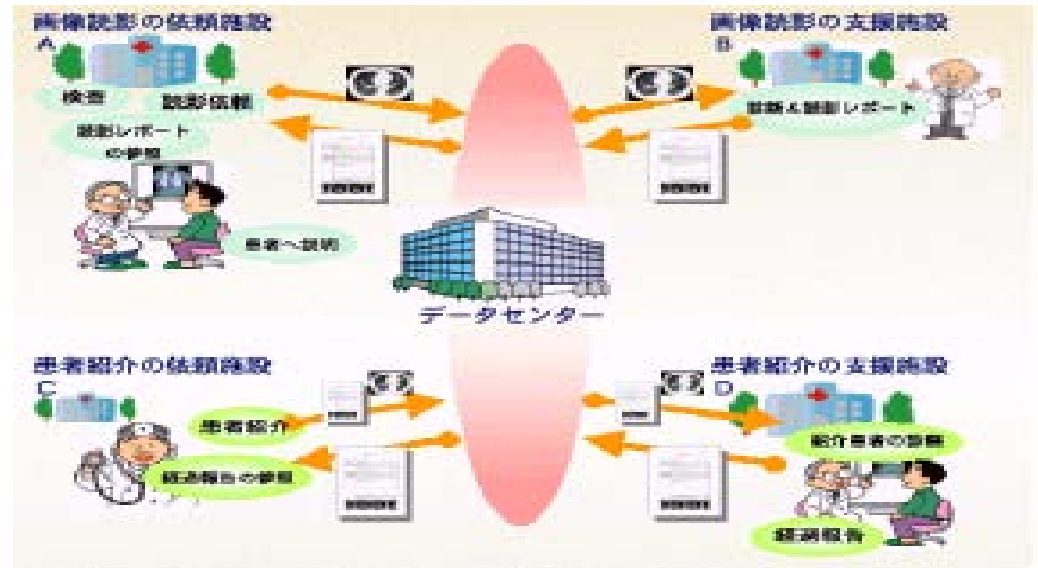 画像読影の依頼施設
A
検査
読影依頼
読影レポート
の参照
患者へ説明
画像読影の支援施設
B
診断&読影レポート
データセンター
患者紹介の依頼施設
C
患者紹介
経過報告の参照
患者紹介の支援施設
D
紹介患者の診断
経過報告